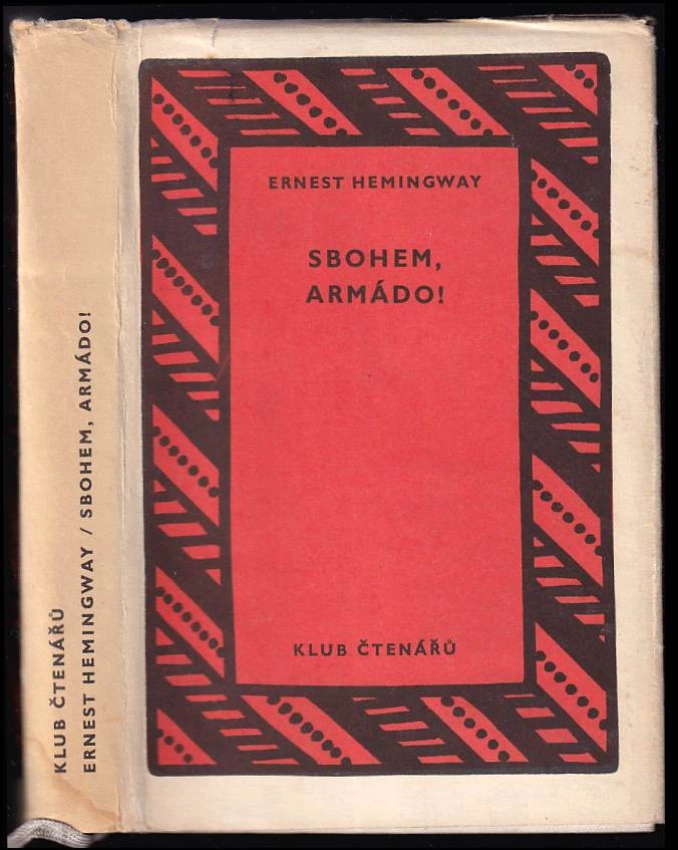 KLUB ČTENÁŘŮ
ERNEST HEMINGWAY / SBOHEM, ARMÁDO!
ERNEST HEMINGWAY
SBOHEM,
ARMÁDO!
KLUB ČTENÁŘŮ